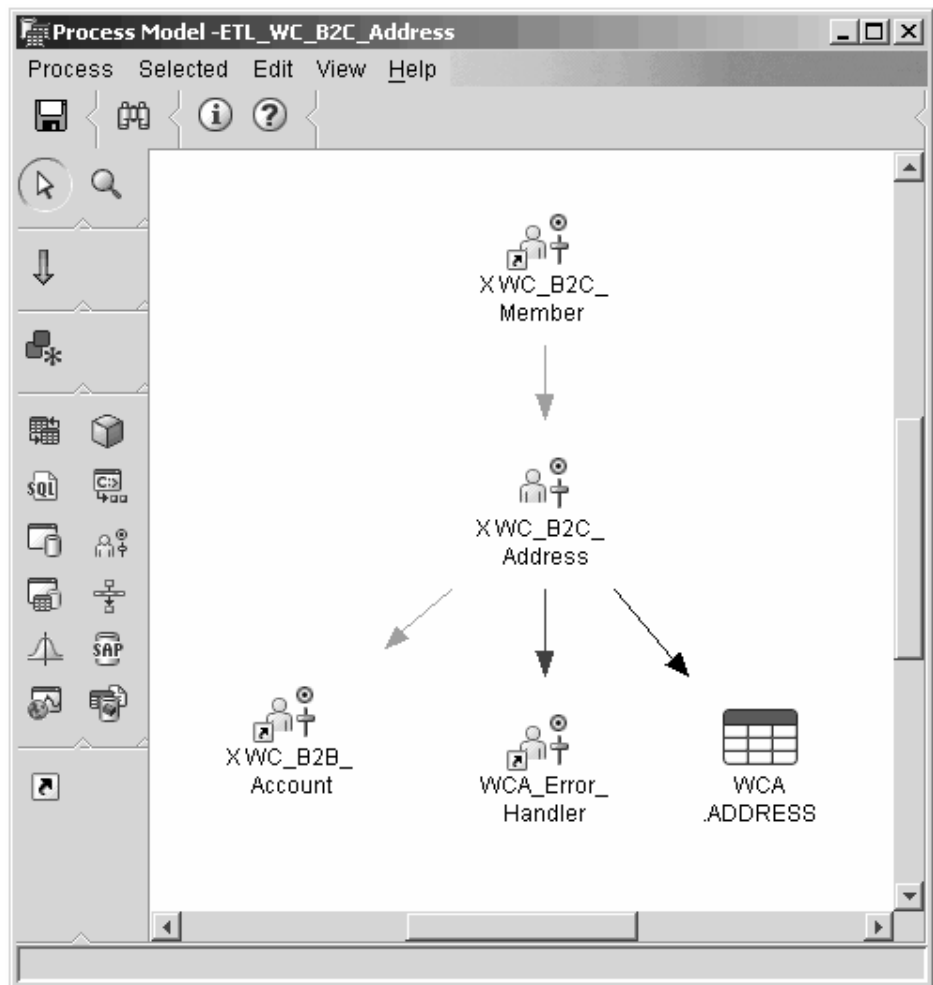 Process Model -ETL_WC_B2C_Address
Process Selected Edit View Help
XWC_B2C_
Member
XWC_B2C_
Address
SQL
C:>
SAP
XWC_B2B_
Account
WCA_Error_
Handler
WCA
.ADDRESS